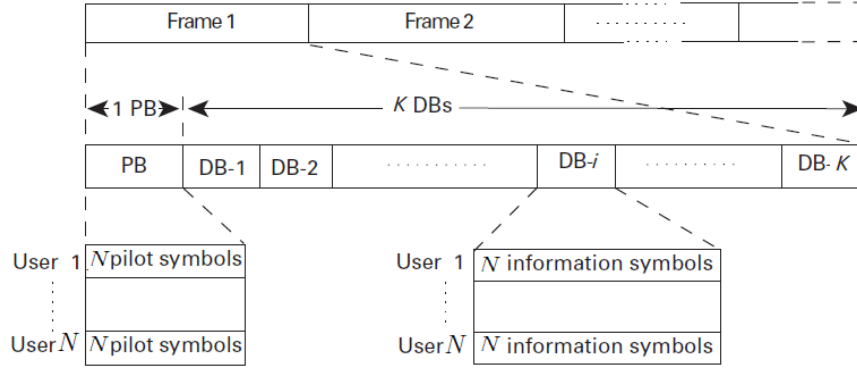 Frame 1 Frame 2
1 PB K DBs
PB DB-1 DB-2 DB-i DB- K
User 1 N pilot symbols User 1 N information symbols
User N N pilot symbols User N N information symbols